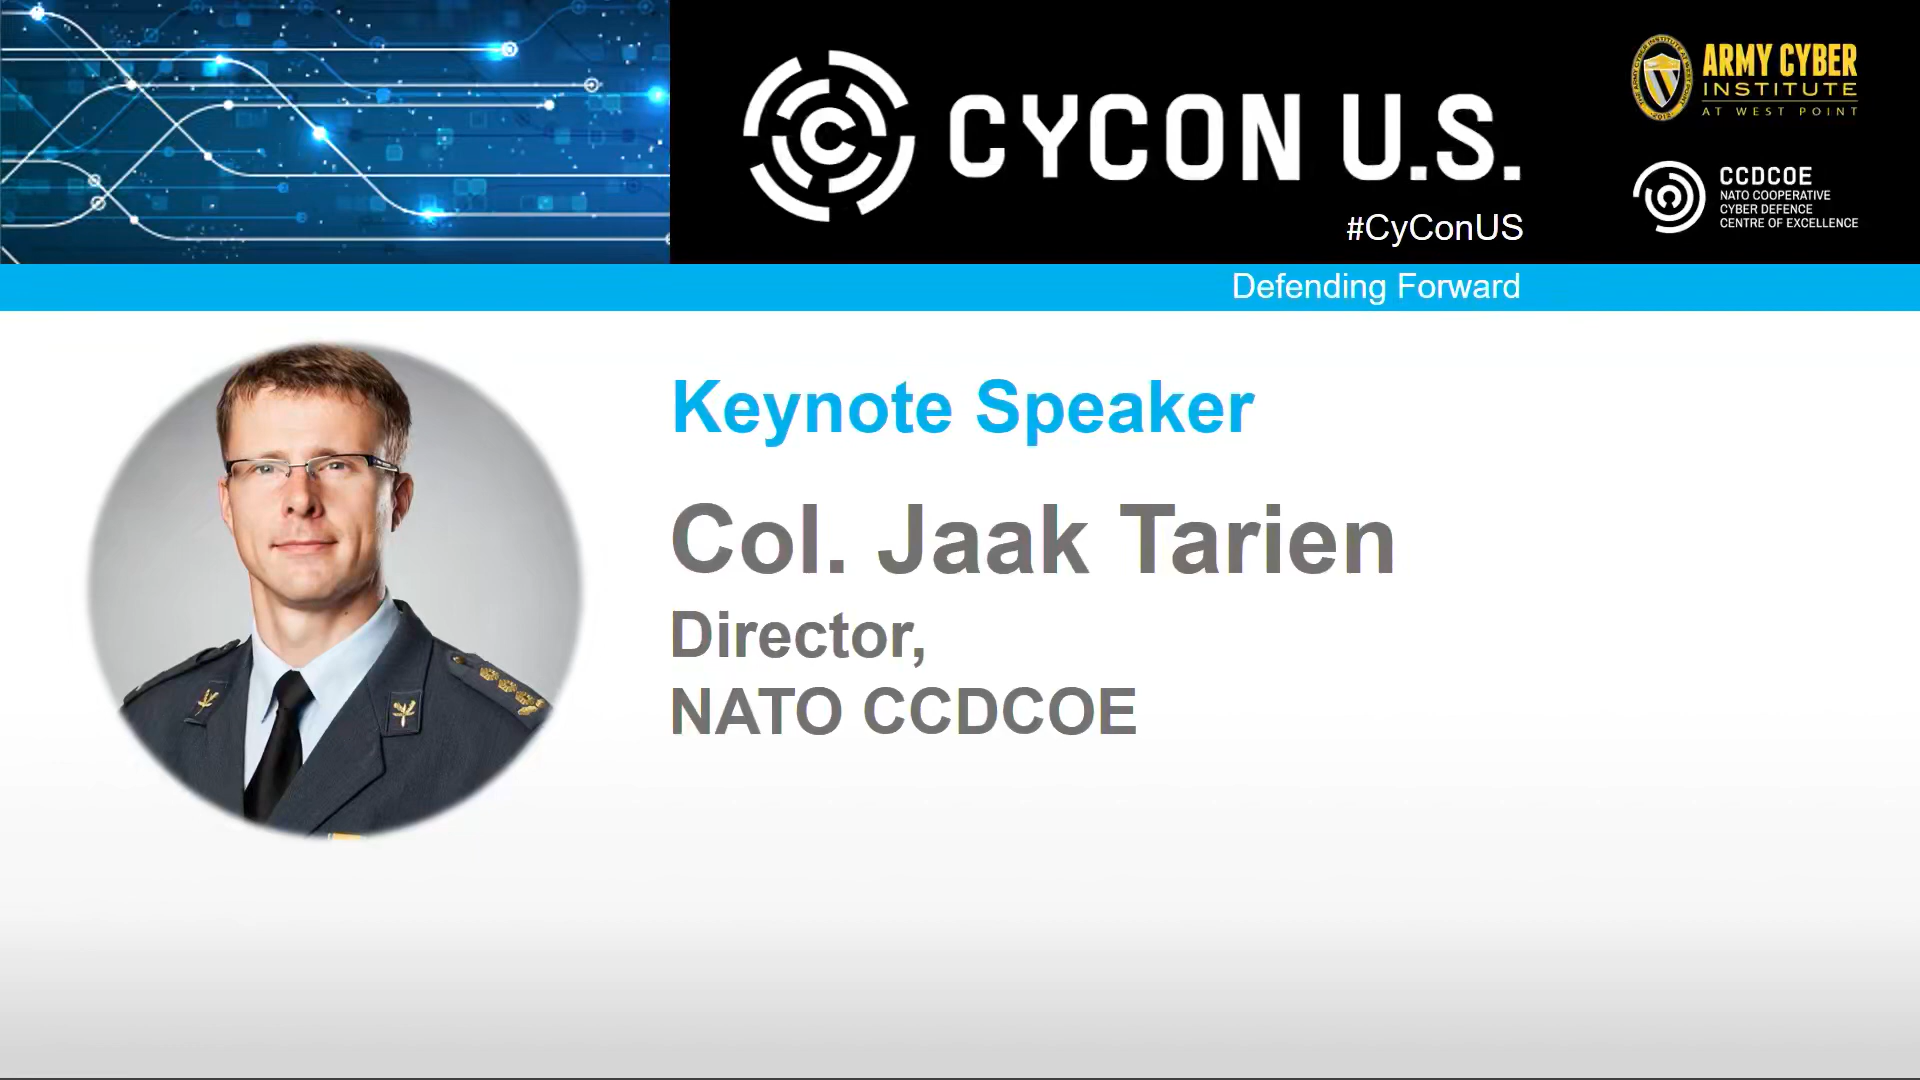 CYCON U.S.
#CyConUS
ARMY CYBER
INSTITUTE
AT WEST POINT
CCDCOE
NATO COOPERATIVE
CYBER DEFENCE
CENTRE OF EXCELLENCE
Defending Forward
Keynote Speaker
Col. Jaak Tarien
Director,
NATO CCDCOE